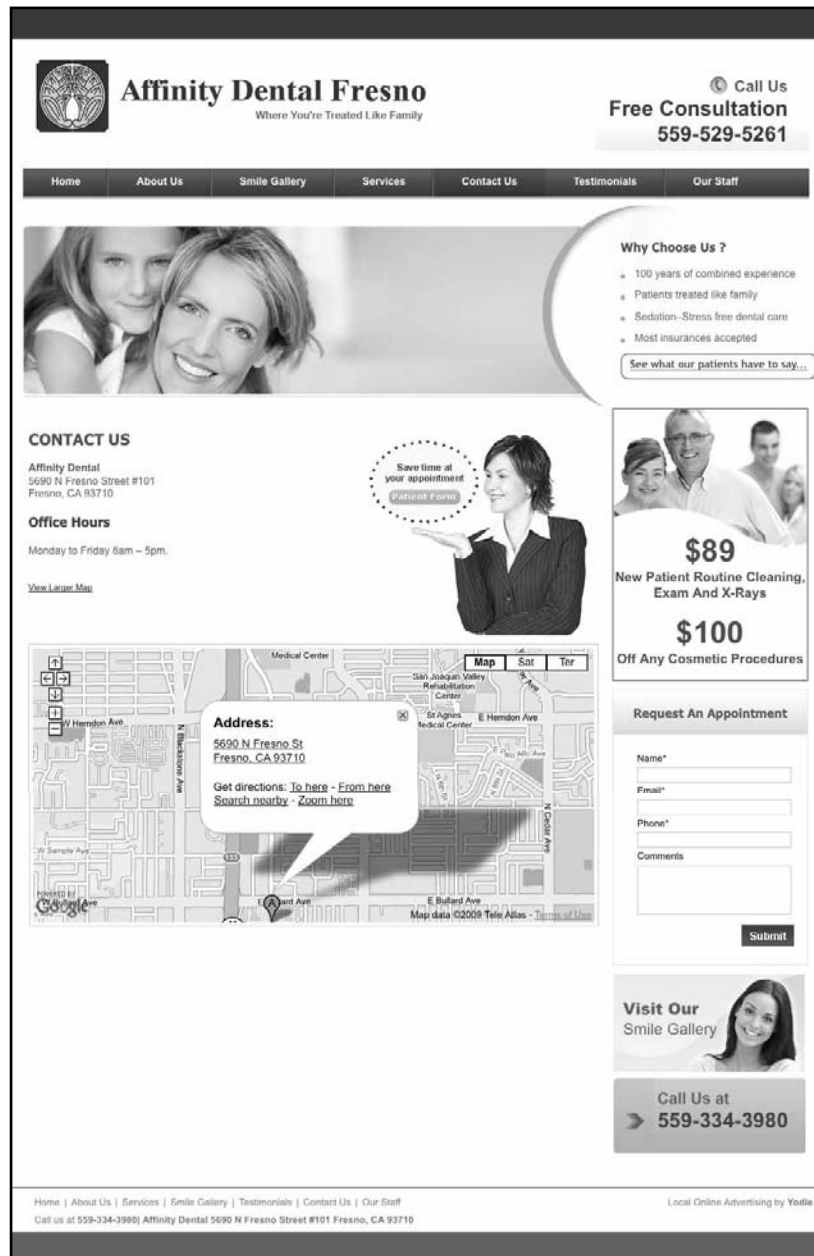 Affinity Dental Fresno
Where You're Treated Like Family
Call Us
Free Consultation
559-529-5261
Home About Us Smile Gallery Services Contact Us Testimonials Our Staff
Why Choose Us ?
100 years of combined experience
Patients treated like family
Sedation–Stress free dental care
Most insurances accepted
See what our patients have to say...
CONTACT US
Affinity Dental
5690 N Fresno Street #101
Fresno, CA 93710
Office Hours
Monday to Friday 8am – 5pm.
View Larger Map
Save time at
your appointment
Patient Form
$89
New Patient Routine Cleaning,
Exam And X-Rays
$100
Off Any Cosmetic Procedures
Medical Center
Map Sat Ter
San Joaquin Valley
Rehabilitation
Center
St Agnes
Medical Center
W Herndon Ave
E Herndon Ave
N Blackstone Ave
Address:
5690 N Fresno St
Fresno, CA 93710
Get directions: To here - From here
Search nearby - Zoom here
N Cedar Ave
W Sample Ave
POWERED BY
Google
A
E Bullard Ave
Map data ©2009 Tele Atlas - Terms of Use
Request An Appointment
Name*
Email*
Phone*
Comments
Submit
Visit Our
Smile Gallery
Call Us at
559-334-3980
Home | About Us | Services | Smile Gallery | Testimonials | Contact Us | Our Staff
Local Online Advertising by Yodle
Call us at 559-334-3980| Affinity Dental 5690 N Fresno Street #101 Fresno, CA 93710